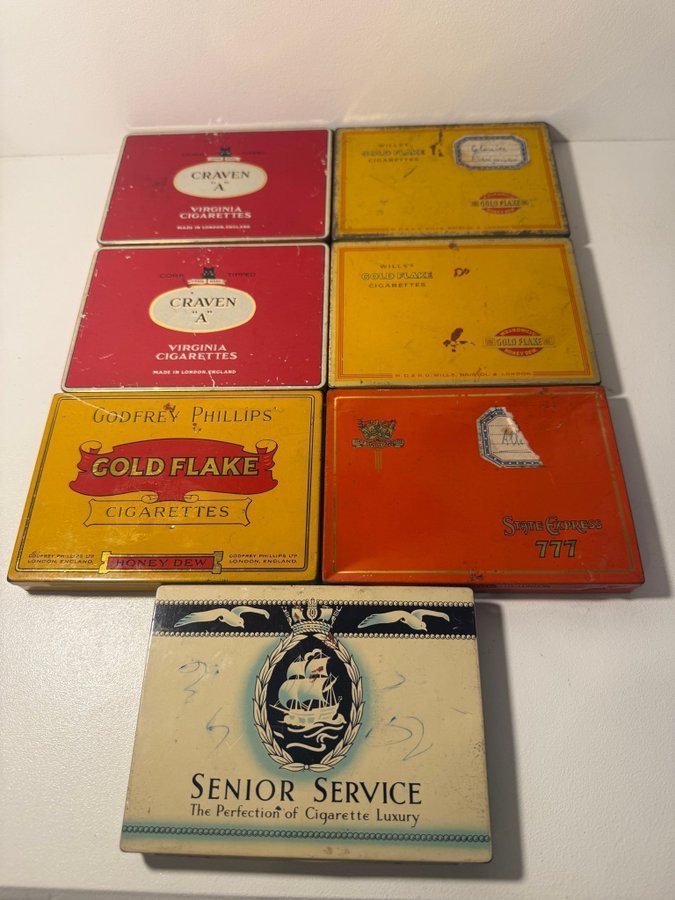 CORK TIPPED
CRAVEN
"A"
VIRGINIA
CIGARETTES
MADE IN LONDON, ENGLAND
WILLS'S
GOLD FLAKE
CIGARETTES
GOLD FLAKE
CORK TIPPED
CRAVEN
"A"
VIRGINIA
CIGARETTES
MADE IN LONDON, ENGLAND
WILLS'S
GOLD FLAKE
CIGARETTES
GOLD FLAKE
HONEY DEW
W.D. & H.O. WILLS, BRISTOL & LONDON
GODFREY PHILLIPS'
GOLD FLAKE
CIGARETTES
GODFREY PHILLIPS LTD
LONDON, ENGLAND.
HONEY DEW
GODFREY PHILLIPS LTD
LONDON, ENGLAND.
STATE EXPRESS
777
SENIOR SERVICE
The Perfection of Cigarette Luxury